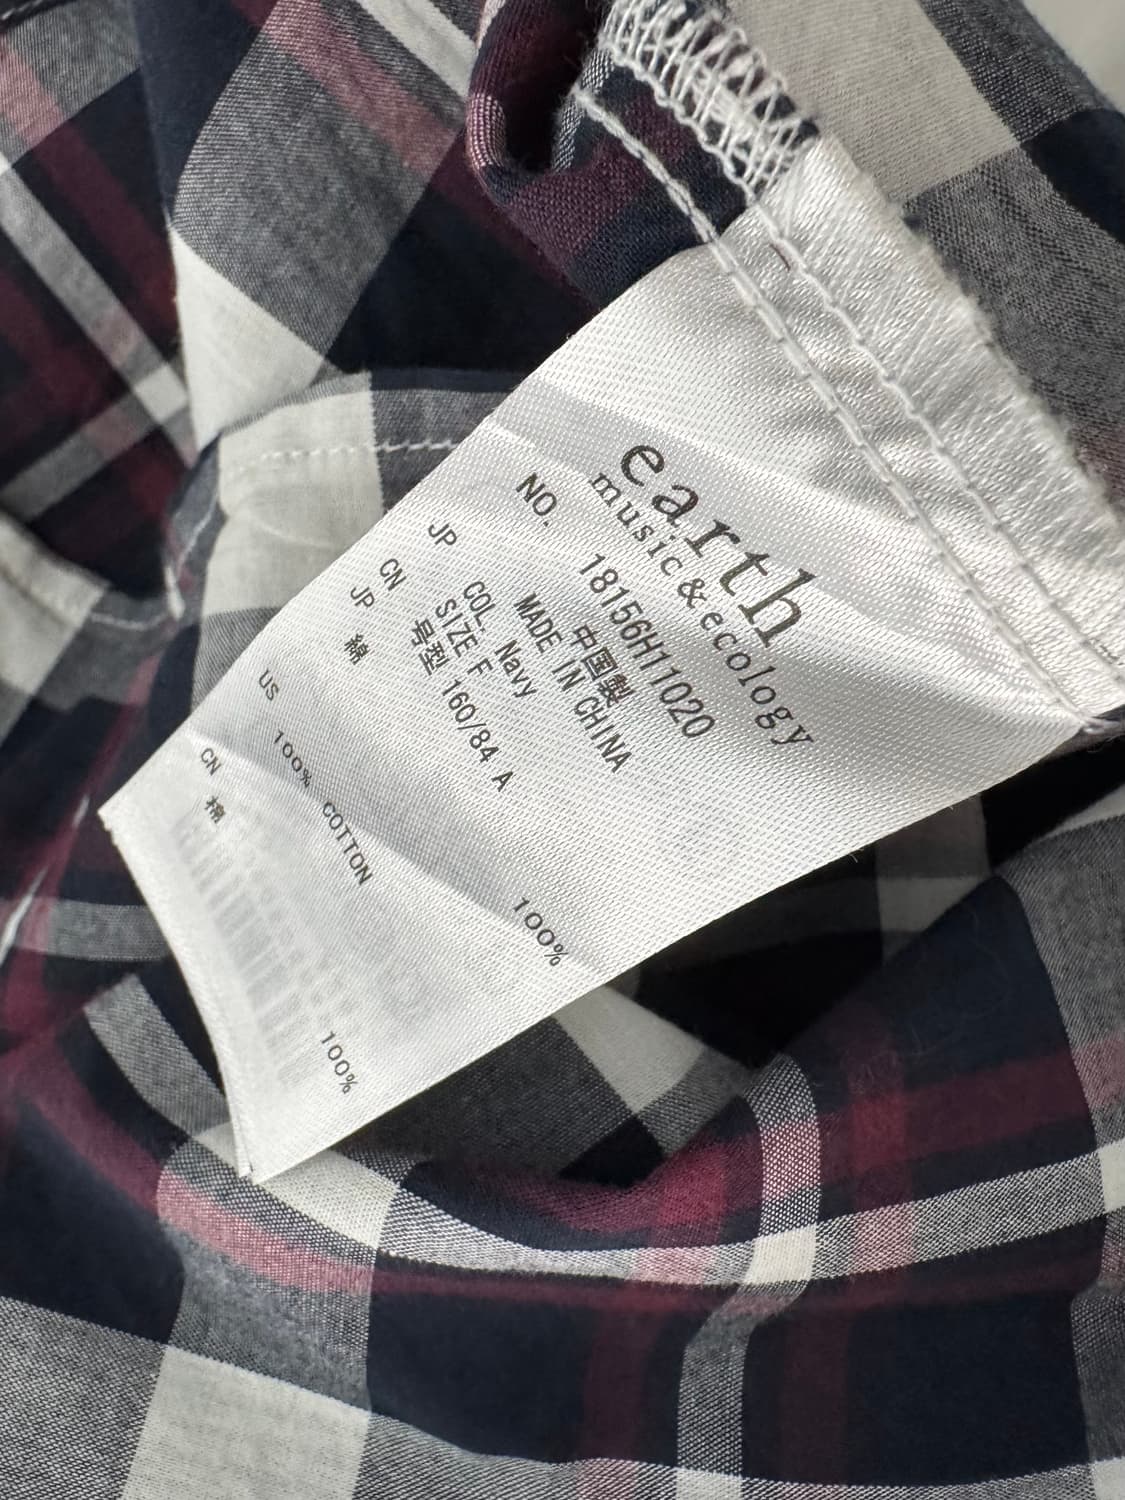 earth
music&ecology
NO. 18156H11020
JP 中国製
MADE IN CHINA
COL. Navy
CN SIZE F
JP 号型 160/84 A
綿 100%
US 100% COTTON
CN 棉 100%